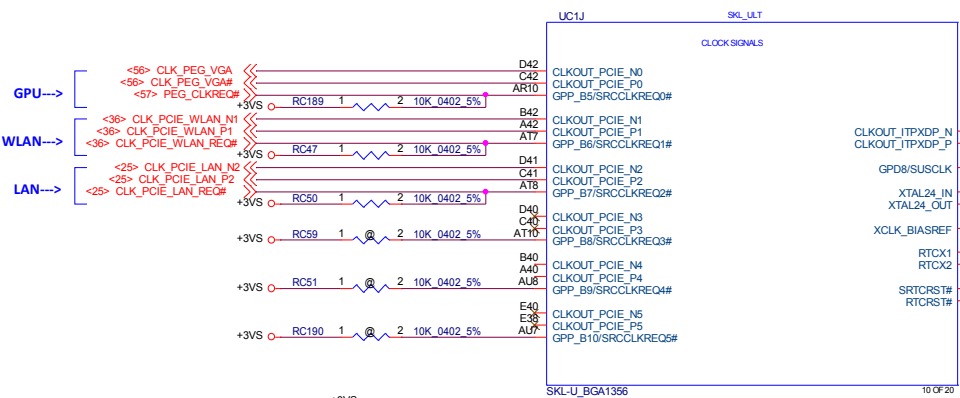 UC1J SKL_ULT
CLOCK SIGNALS
GPU--->
<56> CLK_PEG_VGA D42 CLKOUT_PCIE_N0
<56> CLK_PEG_VGA# C42 CLKOUT_PCIE_P0
<57> PEG_CLKREQ# AR10 GPP_B5/SRCCLKREQ0#
+3VS RC189 1 2 10K_0402_5%
WLAN--->
<36> CLK_PCIE_WLAN_N1 B42 CLKOUT_PCIE_N1
<36> CLK_PCIE_WLAN_P1 A42 CLKOUT_PCIE_P1
<36> CLK_PCIE_WLAN_REQ# AT7 GPP_B6/SRCCLKREQ1#
+3VS RC47 1 2 10K_0402_5%
LAN--->
<25> CLK_PCIE_LAN_N2 D41 CLKOUT_PCIE_N2
<25> CLK_PCIE_LAN_P2 C41 CLKOUT_PCIE_P2
<25> CLK_PCIE_LAN_REQ# AT8 GPP_B7/SRCCLKREQ2#
+3VS RC50 1 2 10K_0402_5%
D40 CLKOUT_PCIE_N3
C40 CLKOUT_PCIE_P3
+3VS RC59 1 @ 2 10K_0402_5% AT10 GPP_B8/SRCCLKREQ3#
B40 CLKOUT_PCIE_N4
A40 CLKOUT_PCIE_P4
+3VS RC51 1 @ 2 10K_0402_5% AU8 GPP_B9/SRCCLKREQ4#
E40 CLKOUT_PCIE_N5
E38 CLKOUT_PCIE_P5
+3VS RC190 1 @ 2 10K_0402_5% AU7 GPP_B10/SRCCLKREQ5#
CLKOUT_ITPXDP_N
CLKOUT_ITPXDP_P
GPD8/SUSCLK
XTAL24_IN
XTAL24_OUT
XCLK_BIASREF
RTCX1
RTCX2
SRTCRST#
RTCRST#
SKL-U_BGA1356 10 OF 20